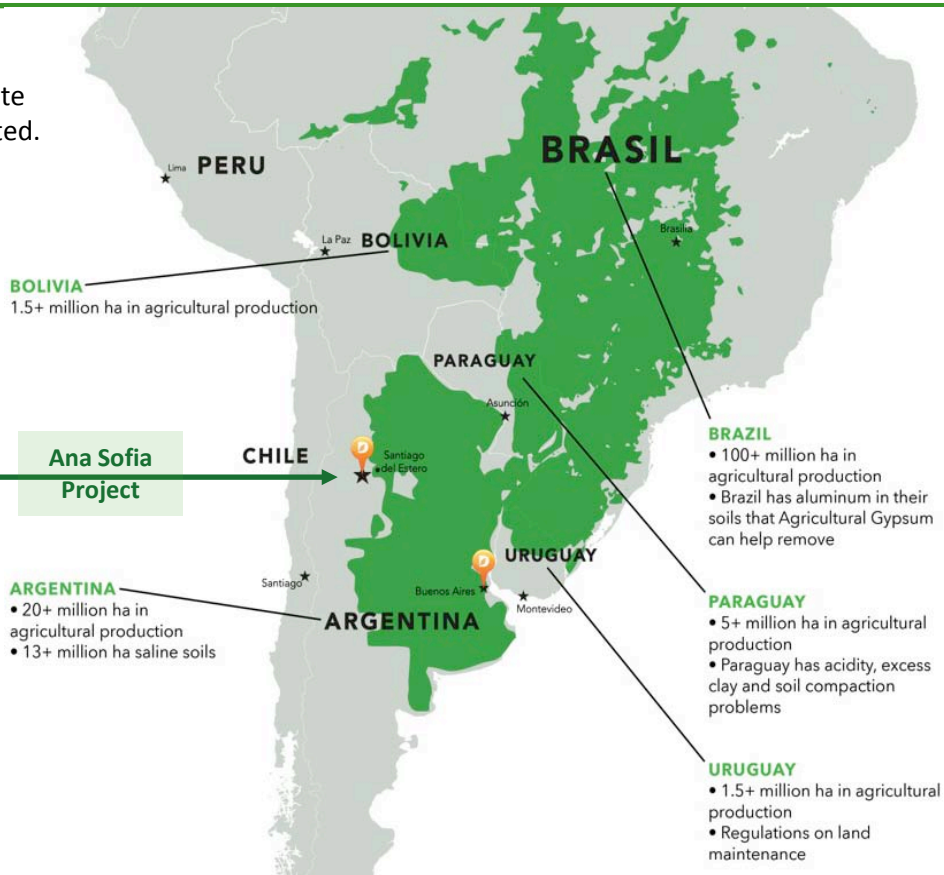 te
ted.
BRASIL
Lima PERU
Brasilia
La Paz BOLIVIA
BOLIVIA
1.5+ million ha in agricultural production
PARAGUAY
Asunción
Ana Sofia
Project
CHILE
D
Santiago
del Estero
BRAZIL
• 100+ million ha in
agricultural production
• Brazil has aluminum in their
soils that Agricultural Gypsum
can help remove
D
URUGUAY
Santiago
Buenos Aires
Montevideo
ARGENTINA
• 20+ million ha in
agricultural production
• 13+ million ha saline soils
ARGENTINA
PARAGUAY
• 5+ million ha in agricultural
production
• Paraguay has acidity, excess
clay and soil compaction
problems
URUGUAY
• 1.5+ million ha in agricultural
production
• Regulations on land
maintenance